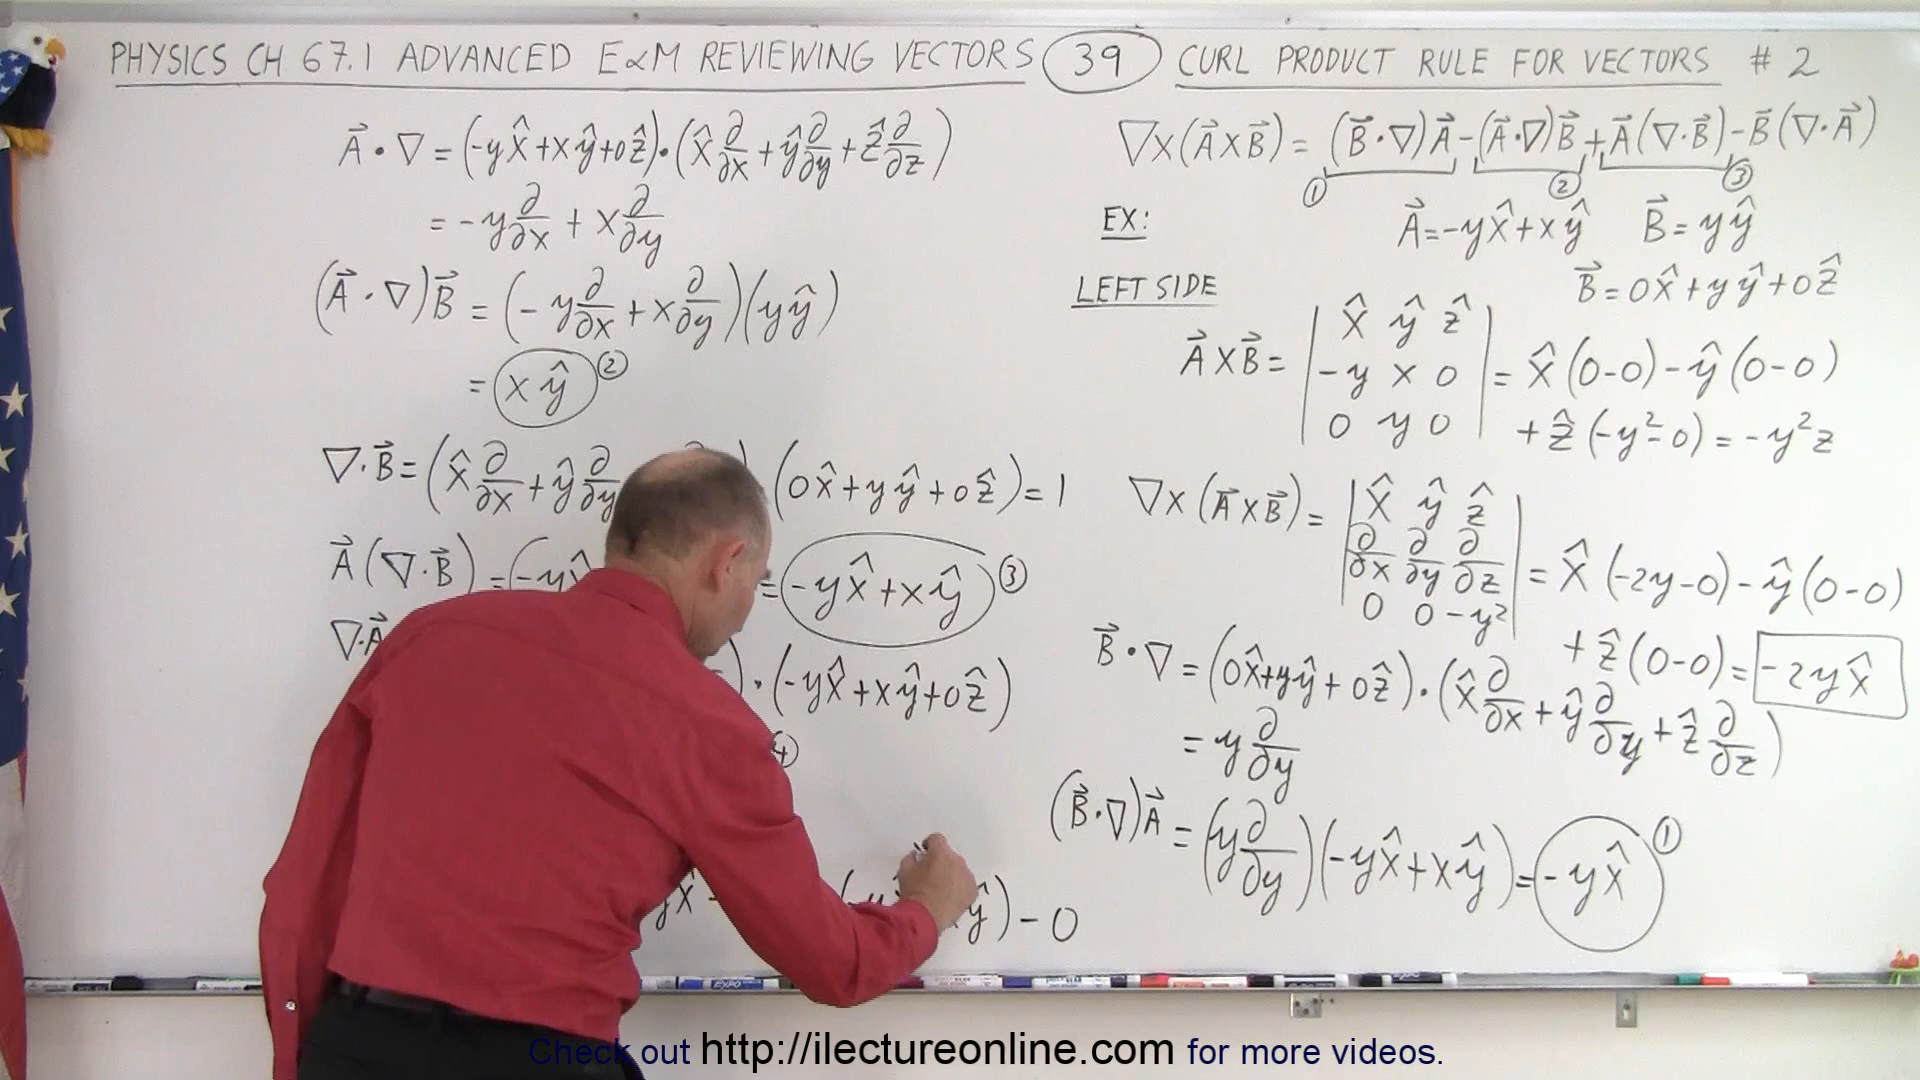 PHYSICS CH 67.1 ADVANCED E&M REVIEWING VECTORS 39 CURL PRODUCT RULE FOR VECTORS # 2
A⃗ · ∇ = (-yx̂ + xŷ + 0ẑ) · (x̂ ∂/∂x + ŷ ∂/∂y + ẑ ∂/∂z)
= -y ∂/∂x + x ∂/∂y
(A⃗ · ∇)B⃗ = (-y ∂/∂x + x ∂/∂y)(yŷ)
= xŷ ②
∇·B⃗ = (x̂ ∂/∂x + ŷ ∂/∂y ) (0x̂ + yŷ + 0ẑ) = 1
A⃗(∇·B⃗) = (-yx̂ = -yx̂ + xŷ ③
∇·A⃗ ) · (-yx̂ + xŷ + 0ẑ)
④
ŷ) - 0
∇×(A⃗×B⃗) = (B⃗·∇)A⃗ - (A⃗·∇)B⃗ + A⃗(∇·B⃗) - B⃗(∇·A⃗)
① ② ③
EX: A⃗ = -yx̂ + xŷ B⃗ = yŷ
B⃗ = 0x̂ + yŷ + 0ẑ
LEFT SIDE
A⃗×B⃗ = | x̂ ŷ ẑ |
| -y x 0 | = x̂(0-0) - ŷ(0-0)
| 0 y 0 | + ẑ(-y²-0) = -y²z
∇×(A⃗×B⃗) = | x̂ ŷ ẑ |
| ∂/∂x ∂/∂y ∂/∂z | = x̂(-2y-0) - ŷ(0-0)
| 0 0 -y² |
+ ẑ(0-0) = -2yx̂
B⃗ · ∇ = (0x̂ + yŷ + 0ẑ) · (x̂ ∂/∂x + ŷ ∂/∂y + ẑ ∂/∂z)
= y ∂/∂y
(B⃗·∇)A⃗ = (y ∂/∂y)(-yx̂ + xŷ) = -yx̂ ①
Check out http://ilectureonline.com for more videos.